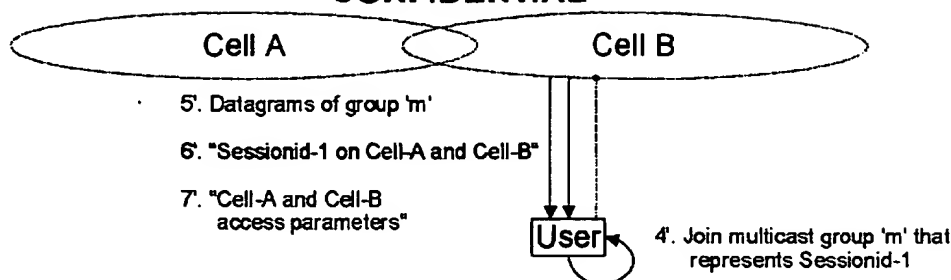 CONFIDENTIAL
Cell A
Cell B
5'. Datagrams of group 'm'
6'. "Sessionid-1 on Cell-A and Cell-B"
7'. "Cell-A and Cell-B
access parameters"
User
4'. Join multicast group 'm' that
represents Sessionid-1